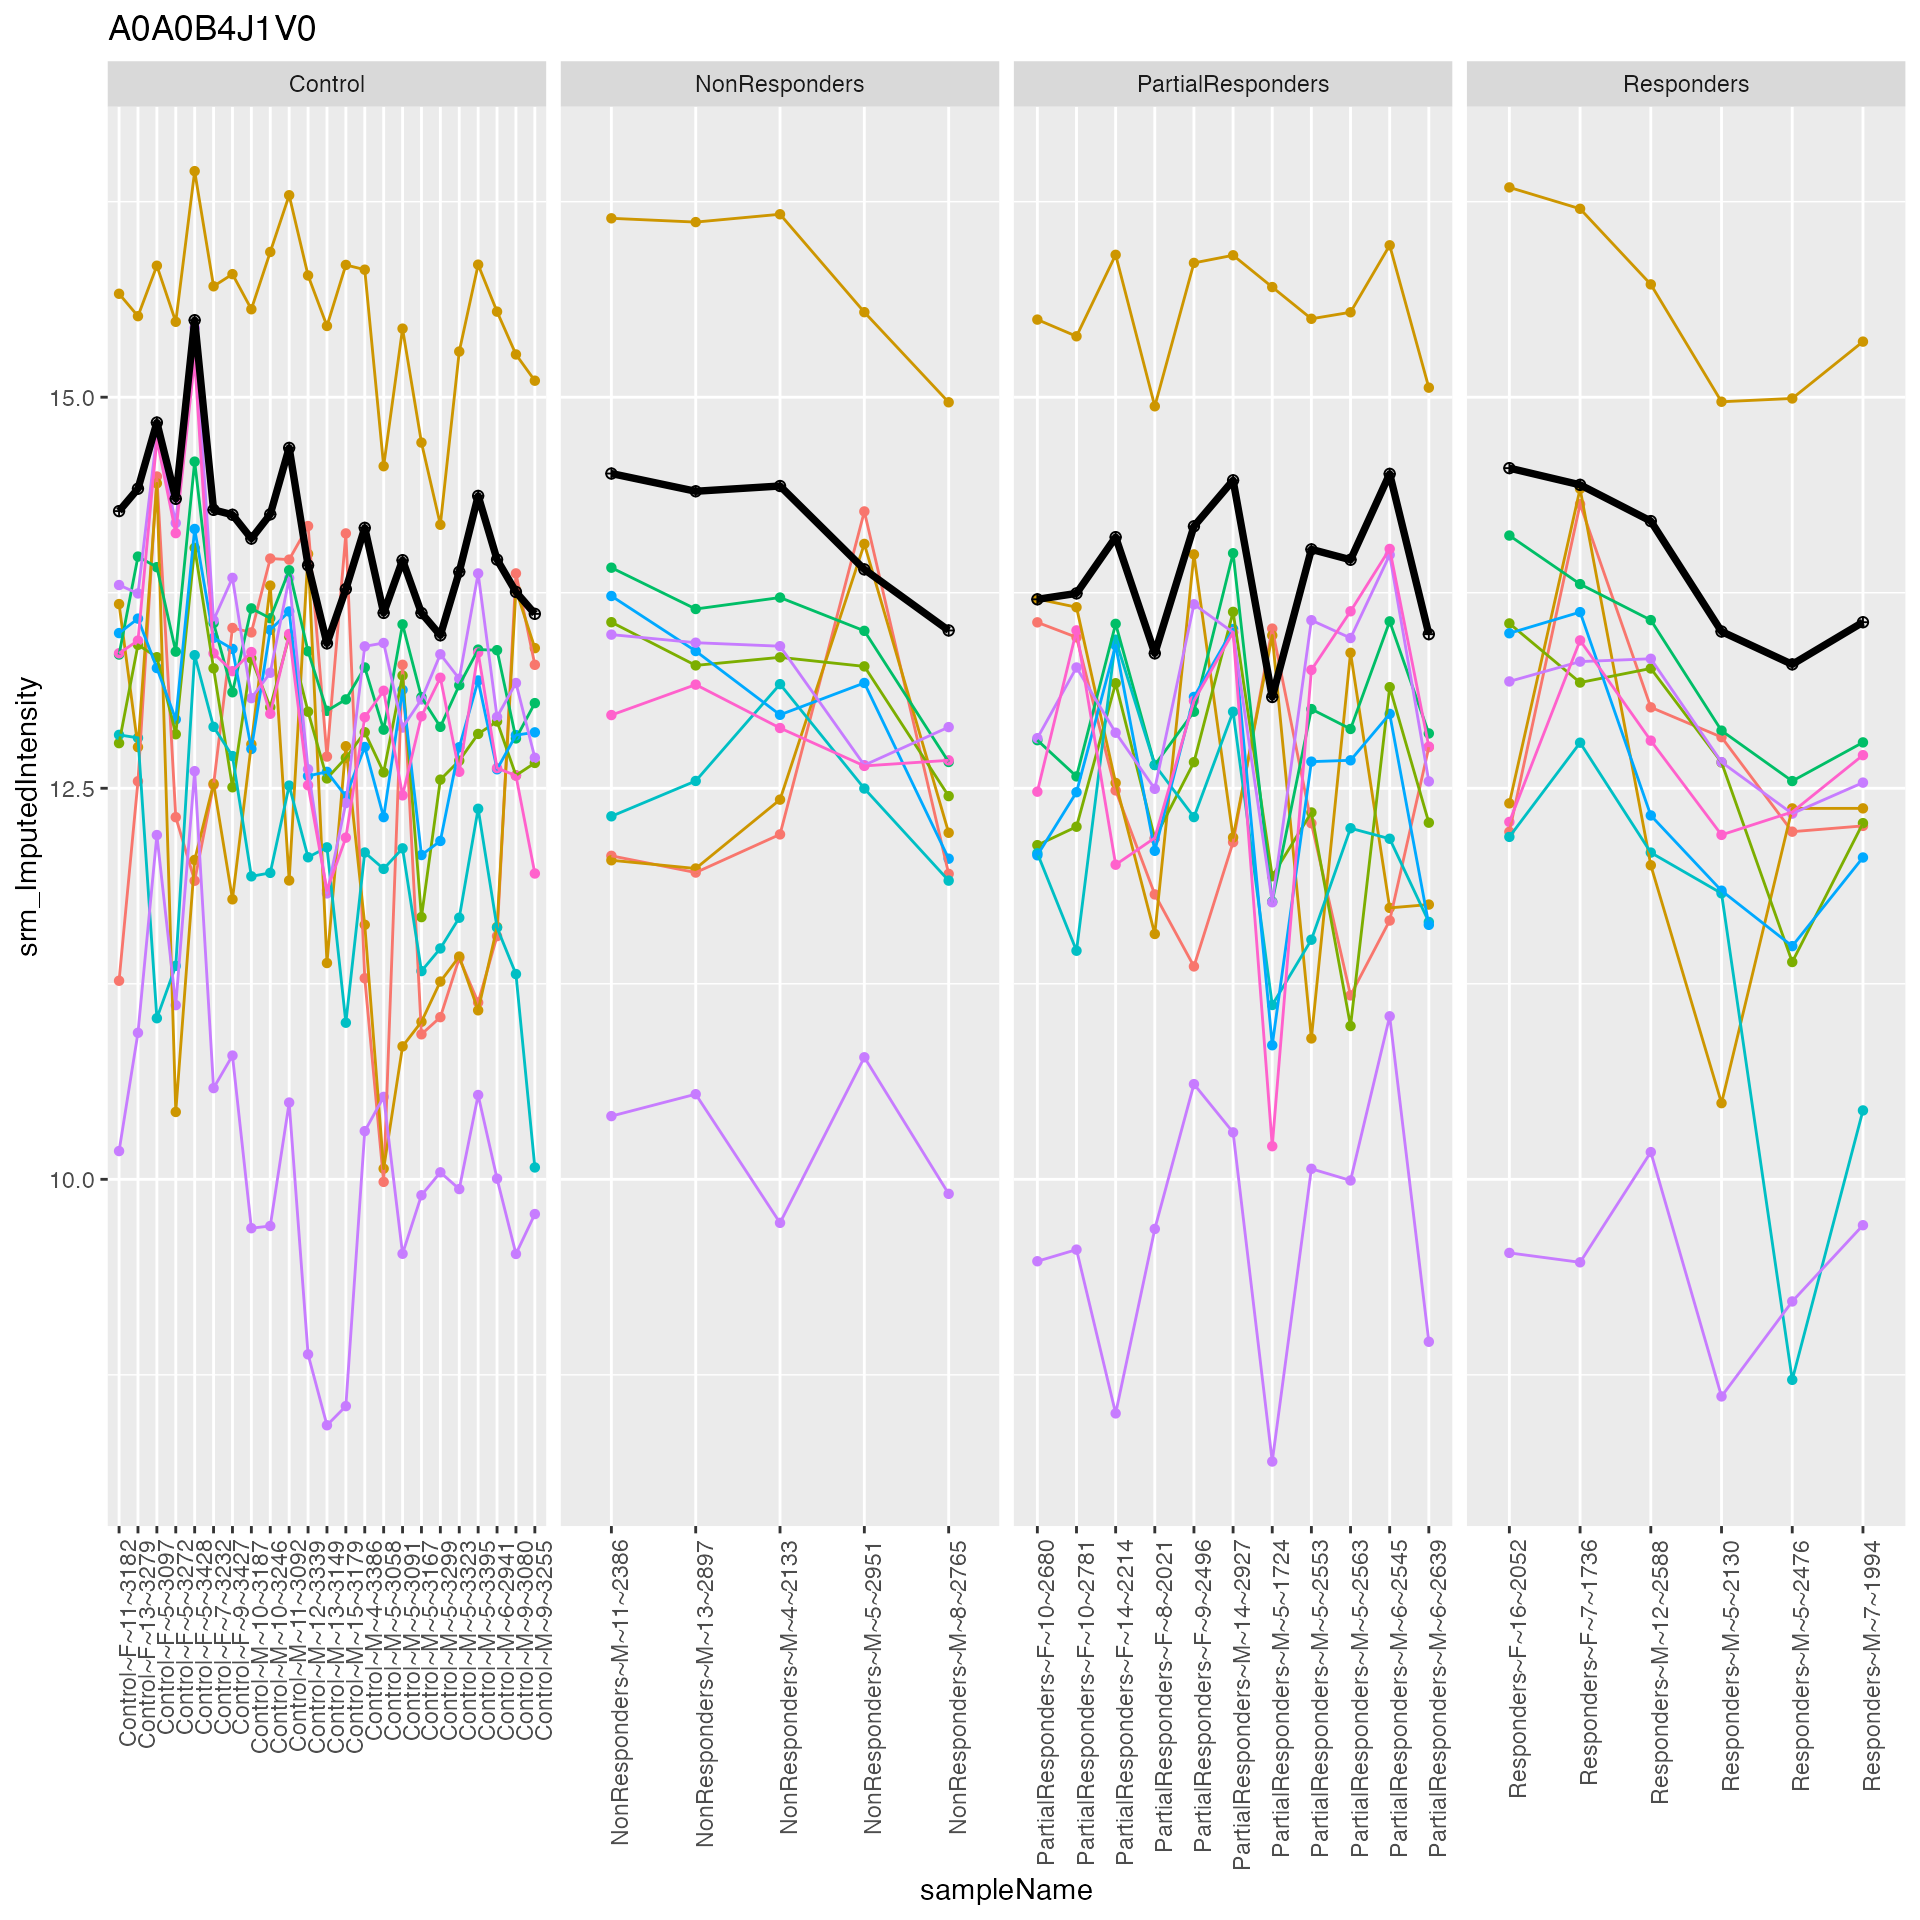 A0A0B4J1V0
Control
NonResponders
PartialResponders
Responders
srm_ImputedIntensity
15.0
12.5
10.0
Control~F~11~3182
Control~F~13~3279
Control~F~5~3097
Control~F~5~3272
Control~F~5~3428
Control~F~7~3232
Control~F~9~3427
Control~M~10~3187
Control~M~10~3246
Control~M~11~3092
Control~M~12~3339
Control~M~13~3149
Control~M~15~3179
Control~M~4~3386
Control~M~5~3058
Control~M~5~3091
Control~M~5~3167
Control~M~5~3299
Control~M~5~3323
Control~M~5~3395
Control~M~6~2941
Control~M~9~3080
Control~M~9~3255
NonResponders~M~11~2386
NonResponders~M~13~2897
NonResponders~M~4~2133
NonResponders~M~5~2951
NonResponders~M~8~2765
PartialResponders~F~10~2680
PartialResponders~F~10~2781
PartialResponders~F~14~2214
PartialResponders~F~8~2021
PartialResponders~F~9~2496
PartialResponders~M~14~2927
PartialResponders~M~5~1724
PartialResponders~M~5~2553
PartialResponders~M~5~2563
PartialResponders~M~6~2545
PartialResponders~M~6~2639
Responders~F~16~2052
Responders~F~7~1736
Responders~M~12~2588
Responders~M~5~2130
Responders~M~5~2476
Responders~M~7~1994
sampleName